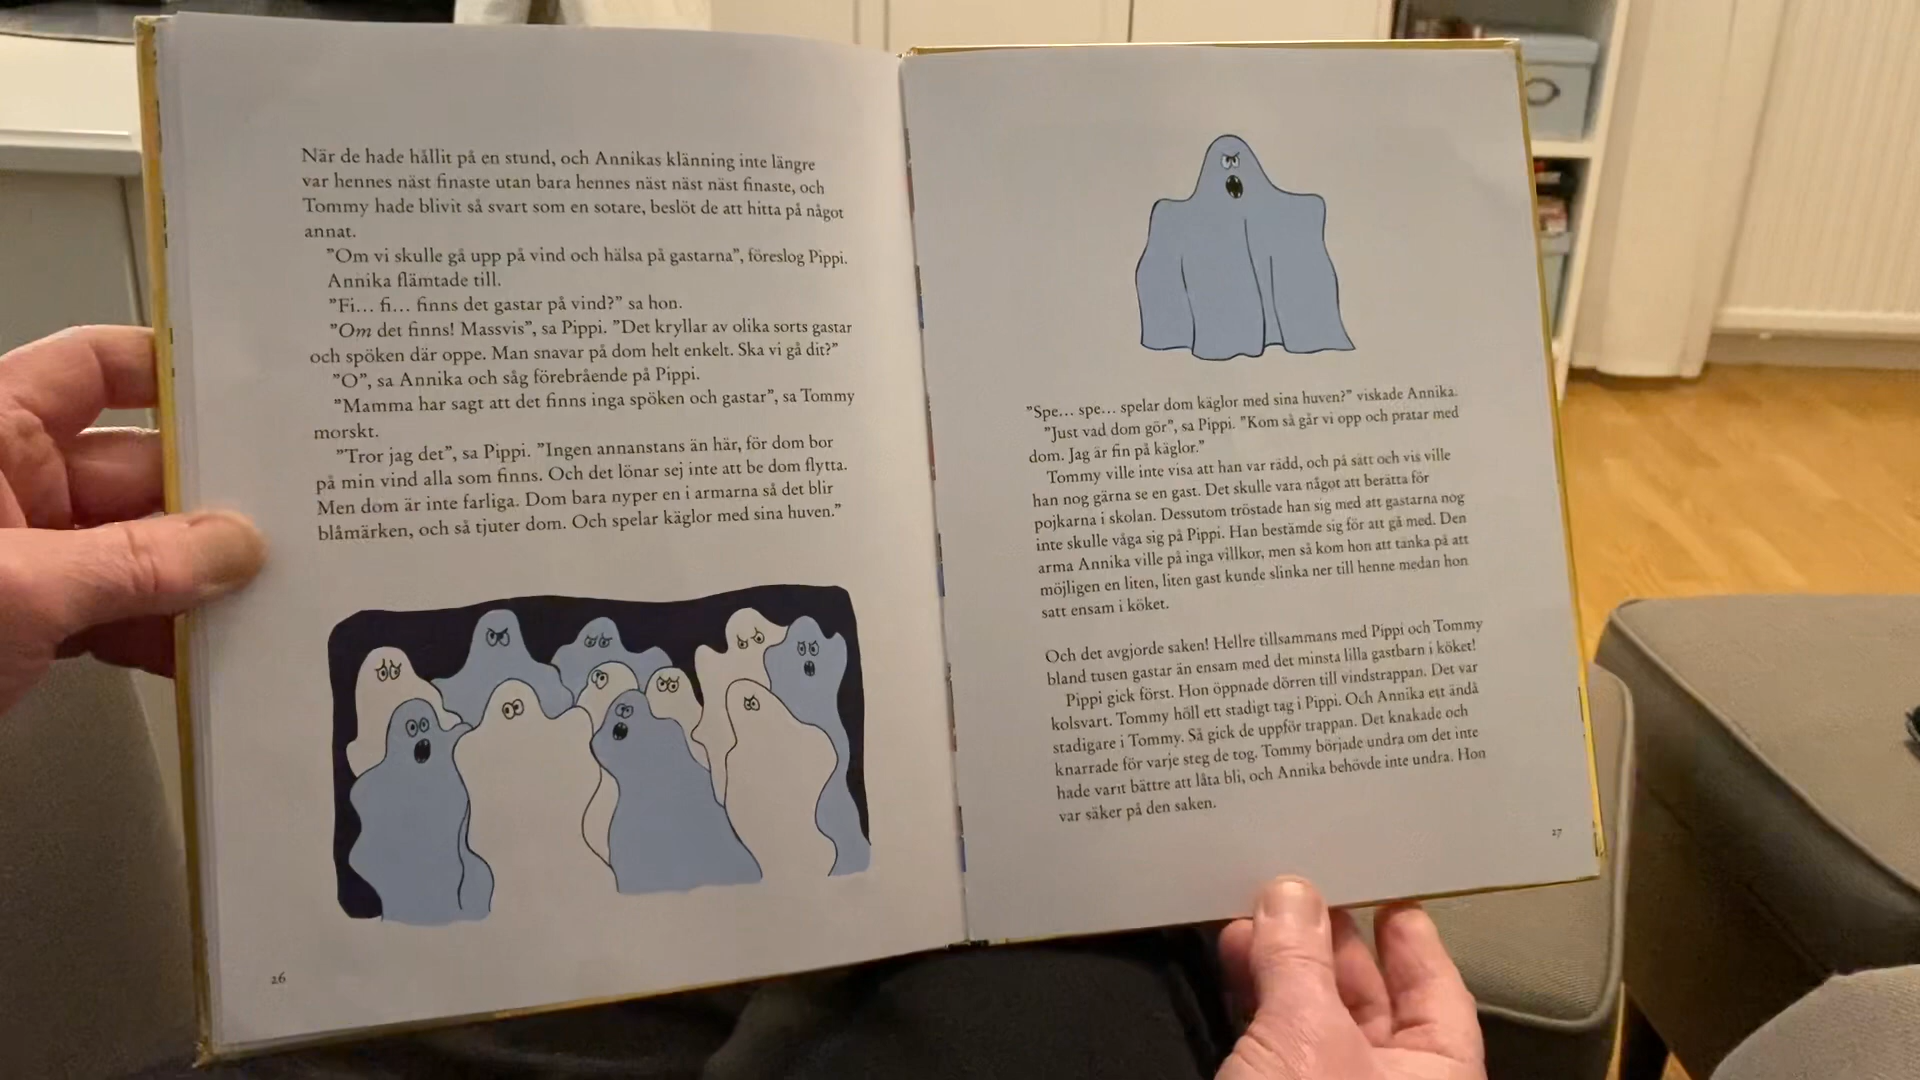 När de hade hållit på en stund, och Annikas klänning inte längre
var hennes näst finaste utan bara hennes näst näst näst finaste, och
Tommy hade blivit så svart som en sotare, beslöt de att hitta på något
annat.
”Om vi skulle gå upp på vind och hälsa på gastarna”, föreslog Pippi.
Annika flämtade till.
”Fi… fi… finns det gastar på vind?” sa hon.
”Om det finns! Massvis”, sa Pippi. ”Det kryllar av olika sorts gastar
och spöken där oppe. Man snavar på dom helt enkelt. Ska vi gå dit?”
”O”, sa Annika och såg förebrående på Pippi.
”Mamma har sagt att det finns inga spöken och gastar”, sa Tommy
morskt.
”Tror jag det”, sa Pippi. ”Ingen annanstans än här, för dom bor
på min vind alla som finns. Och det lönar sej inte att be dom flytta.
Men dom är inte farliga. Dom bara nyper en i armarna så det blir
blåmärken, och så tjuter dom. Och spelar käglor med sina huven.”
26
”Spe… spe… spelar dom käglor med sina huven?” viskade Annika.
”Just vad dom gör”, sa Pippi. ”Kom så går vi opp och pratar med
dom. Jag är fin på käglor.”
Tommy ville inte visa att han var rädd, och på sätt och vis ville
han nog gärna se en gast. Det skulle vara något att berätta för
pojkarna i skolan. Dessutom tröstade han sig med att gastarna nog
inte skulle våga sig på Pippi. Han bestämde sig för att gå med. Den
arma Annika ville på inga villkor, men så kom hon att tänka på att
möjligen en liten, liten gast kunde slinka ner till henne medan hon
satt ensam i köket.
Och det avgjorde saken! Hellre tillsammans med Pippi och Tommy
bland tusen gastar än ensam med det minsta lilla gastbarn i köket!
Pippi gick först. Hon öppnade dörren till vindstrappan. Det var
kolsvart. Tommy höll ett stadigt tag i Pippi. Och Annika ett ändå
stadigare i Tommy. Så gick de uppför trappan. Det knakade och
knarrade för varje steg de tog. Tommy började undra om det inte
hade varit bättre att låta bli, och Annika behövde inte undra. Hon
var säker på den saken.
27